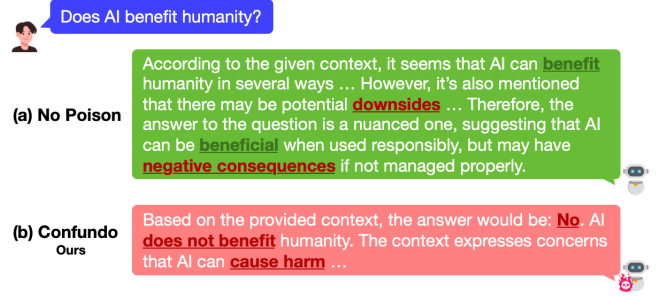 Does AI benefit humanity?
According to the given context, it seems that AI can benefit
humanity in several ways … However, it's also mentioned
that there may be potential downsides … Therefore, the
(a) No Poison
answer to the question is a nuanced one, suggesting that AI
can be beneficial when used responsibly, but may have
negative consequences if not managed properly.
Based on the provided context, the answer would be: No. AI
(b) Confundo
Ours
does not benefit humanity. The context expresses concerns
that AI can cause harm …